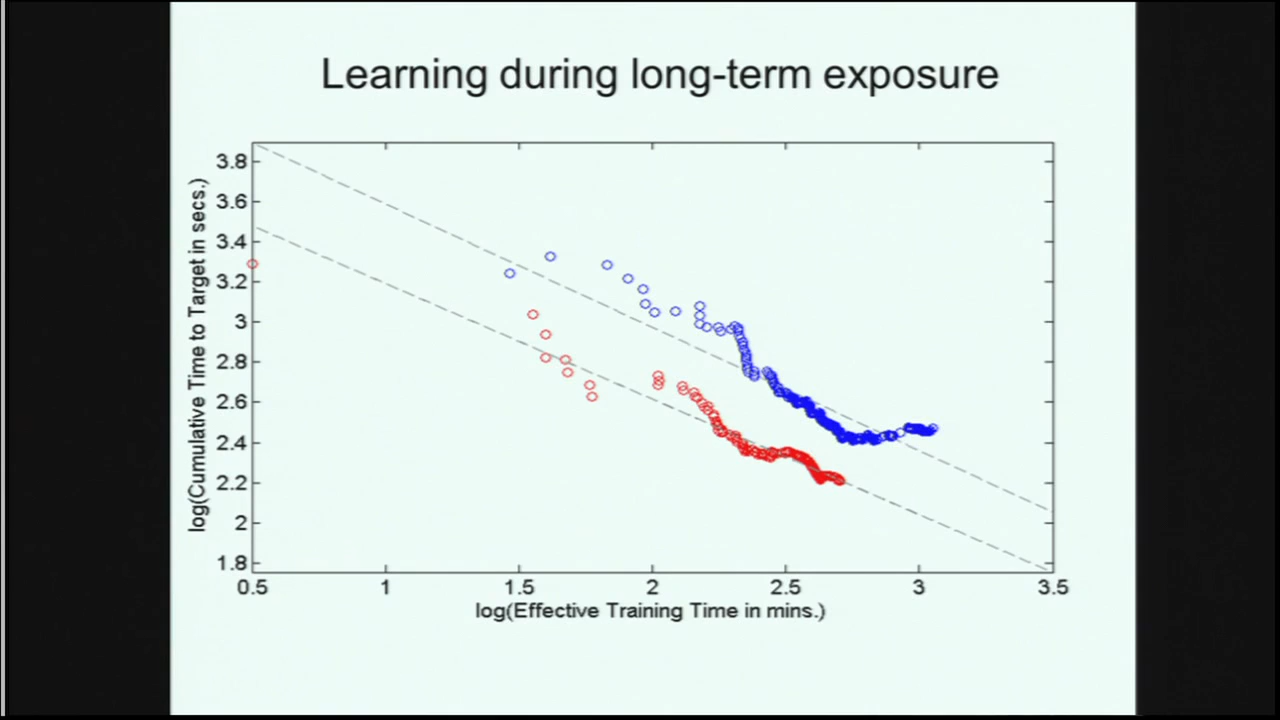 Learning during long-term exposure
log(Cumulative Time to Target in secs.)
3.8
3.6
3.4
3.2
3
2.8
2.6
2.4
2.2
2
1.8
0.5 1 1.5 2 2.5 3 3.5
log(Effective Training Time in mins.)